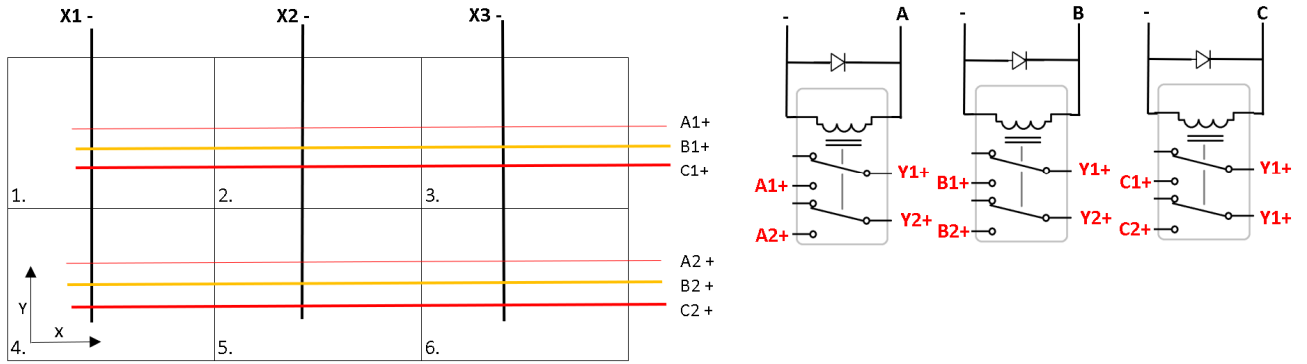 X1 -
X2 -
X3 -
A1+
B1+
C1+
1.
2.
3.
A2 +
B2 +
C2 +
Y
X
4.
5.
6.
- A
A1+
Y1+
A2+
Y2+
- B
B1+
Y1+
B2+
Y2+
- C
C1+
Y1+
C2+
Y1+